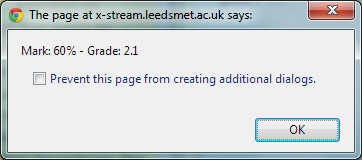 The page at x-stream.leedsmet.ac.uk says:
Mark: 60% - Grade: 2.1
Prevent this page from creating additional dialogs.
OK